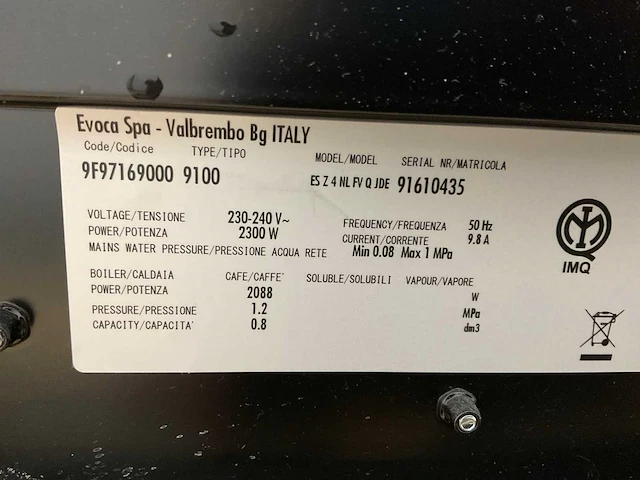 Evoca Spa - Valbrembo Bg ITALY
Code/Codice TYPE/TIPO MODEL/MODEL SERIAL NR/MATRICOLA
9F97169000 9100 ES Z 4 NL FV Q JDE 91610435
VOLTAGE/TENSIONE 230-240 V~ FREQUENCY/FREQUENZA 50 Hz
POWER/POTENZA 2300 W CURRENT/CORRENTE 9.8 A
MAINS WATER PRESSURE/PRESSIONE ACQUA RETE Min 0.08 Max 1 MPa
IMQ
BOILER/CALDAIA CAFE/CAFFE' SOLUBLE/SOLUBILI VAPOUR/VAPORE
POWER/POTENZA 2088 W
PRESSURE/PRESSIONE 1.2 MPa
CAPACITY/CAPACITA' 0.8 dm3